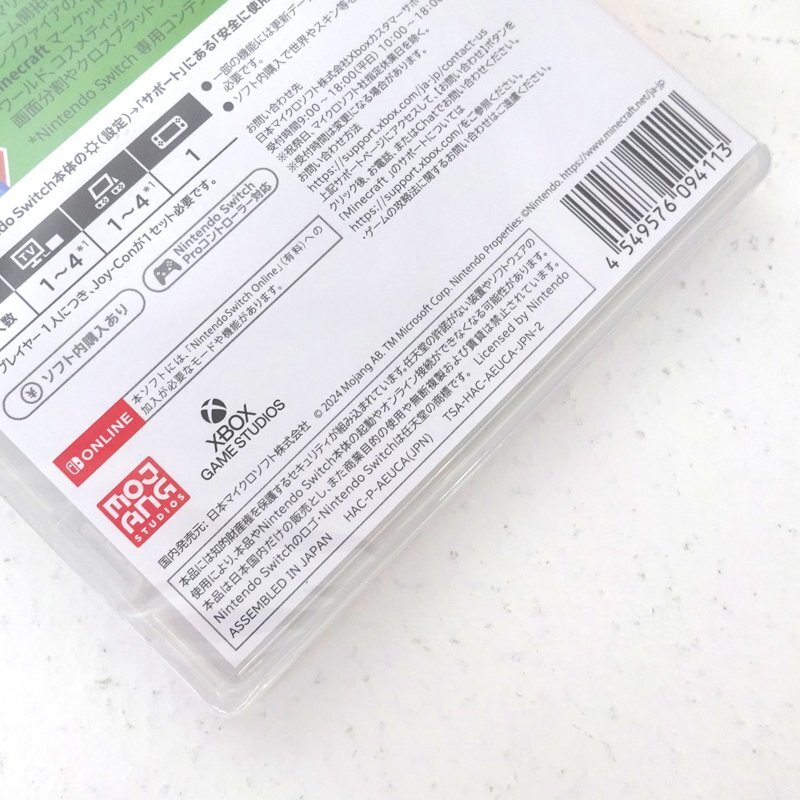 ンプファイアの
Minecraft マーケット
ワールド、コスメティック
画面分割やクロスプラット
*Nintendo Switch 専用コンテン
do Switch本体の (設定)→「サポート」にある「安全に使用
TV
1~4*1
1~4*1
1
プレイヤー1人につき、Joy-Conが1セット必要です。
¥ ソフト内購入あり
Nintendo Switch
Proコントローラー対応
●一部の機能には更新データ
必要です。
●ソフト内購入で世界やスキン等を
お問い合わせ先
日本マイクロソフト株式会社Xboxカスタマーサポ
受付時間9:00~18:00(平日) 10:00~18:0
※祝祭日、マイクロソフト社指定休業日を除く。
※受付時間は変更になる場合があります。
お問い合わせ方法
https://support.xbox.com/ja-jp/contact-us
上記サポートページにアクセスして、[お問い合わせ]ボタンを
クリック後、お電話、またはChatでお問い合わせください。
「Minecraft」のサポートについては
https://support.xbox.com/をご参照ください。
・ゲームの攻略法に関するお問い合わせはご遠慮ください。
ONLINE
本ソフトには、「Nintendo Switch Online」(有料)への
加入が必要なモードや機能があります。
MOJANG
STUDIOS
XBOX
GAME STUDIOS
国内発売元: 日本マイクロソフト株式会社 © 2024 Mojang AB. TM Microsoft Corp. Nintendo Properties: ©Nintendo. https://www.minecraft.net/ja-jp
4 549576 094113
本品には知的財産権を保護するセキュリティが組み込まれています。任天堂の許諾がない装置やソフトウェアの
使用により、本品やNintendo Switch本体の起動やオンライン接続ができなくなる可能性があります。
本品は日本国内だけの販売とし、また商業目的の使用や無断複製および賃貸は禁止されています。
Nintendo Switchのロゴ・Nintendo Switchは任天堂の商標です。 Licensed by Nintendo
ASSEMBLED IN JAPAN HAC-P-AEUCA(JPN) TSA-HAC-AEUCA-JPN-2